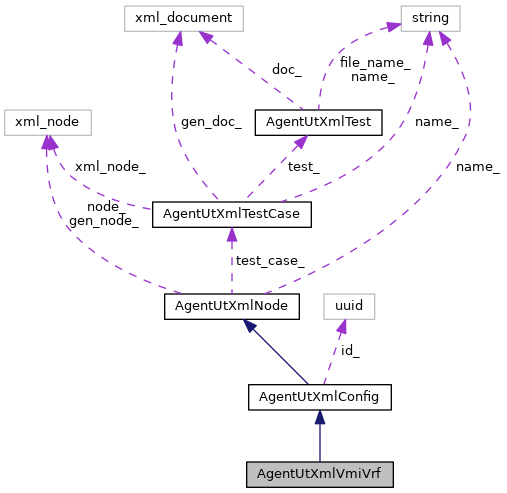 xml_document
string
file_name_
name_
doc_
xml_node
gen_doc_
AgentUtXmlTest
name_
xml_node_
test_
name_
node_
gen_node_
AgentUtXmlTestCase
test_case_
AgentUtXmlNode
uuid
id_
AgentUtXmlConfig
AgentUtXmlVmiVrf